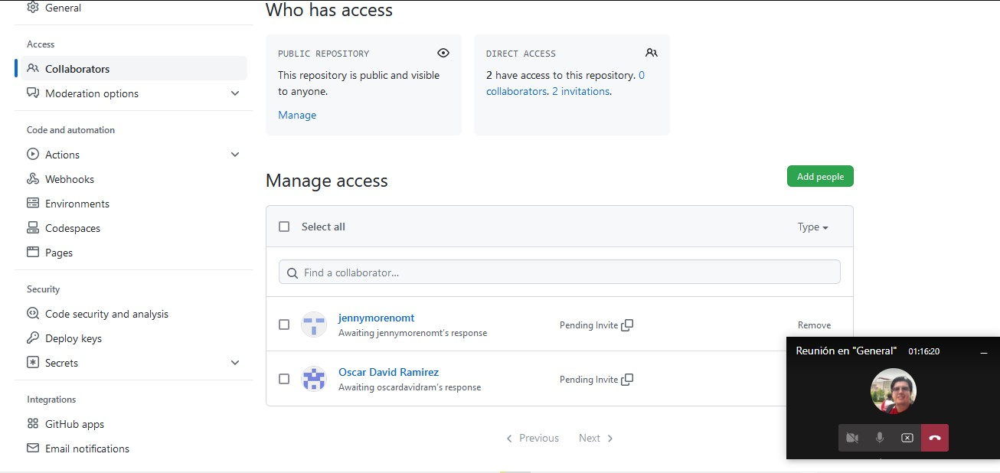 General
Access
Collaborators
Moderation options
Code and automation
Actions
Webhooks
Environments
Codespaces
Pages
Security
Code security and analysis
Deploy keys
Secrets
Integrations
GitHub apps
Email notifications
Who has access
PUBLIC REPOSITORY
This repository is public and visible
to anyone.
Manage
DIRECT ACCESS
2 have access to this repository. 0
collaborators. 2 invitations.
Manage access
Add people
Select all
Type
Find a collaborator...
jennymorenomt
Awaiting jennymorenomt's response
Pending Invite
Remove
Oscar David Ramirez
Awaiting oscardavidram's response
Pending Invite
Previous
Next
Reunión en "General" 01:16:20